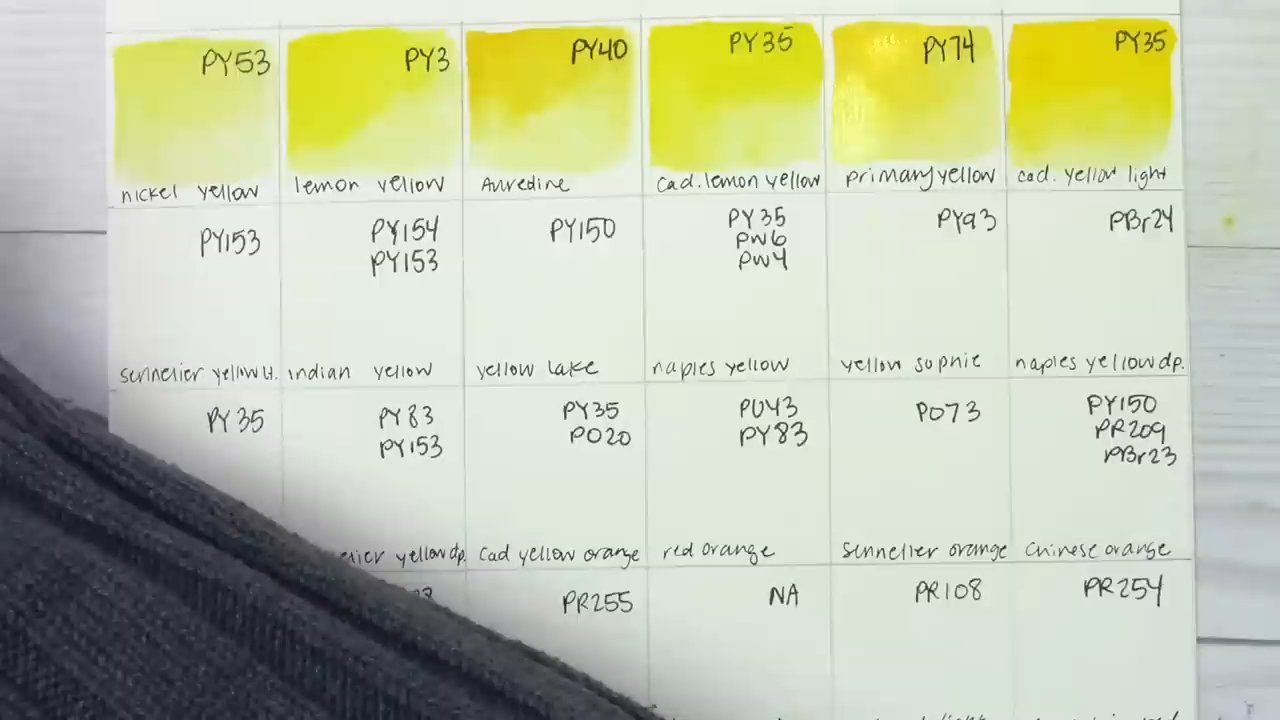 PY53 PY3 PY40 PY35 PY74 PY35
nickel yellow lemon yellow Auredine Cad. lemon yellow primary yellow cad. yellow light
PY153 PY154 PY150 PY35 PY93 PBr24
PY153 PW6
PW4
sennelier yellow lt. indian yellow yellow lake naples yellow yellow sophie naples yellow dp.
PY35 PY83 PY35 PO43 PO73 PY150
PY153 PO20 PY83 PR209
PBr23
yellow dp. Cad yellow orange red orange sennelier orange Chinese orange
PR255 NA PR108 PR254